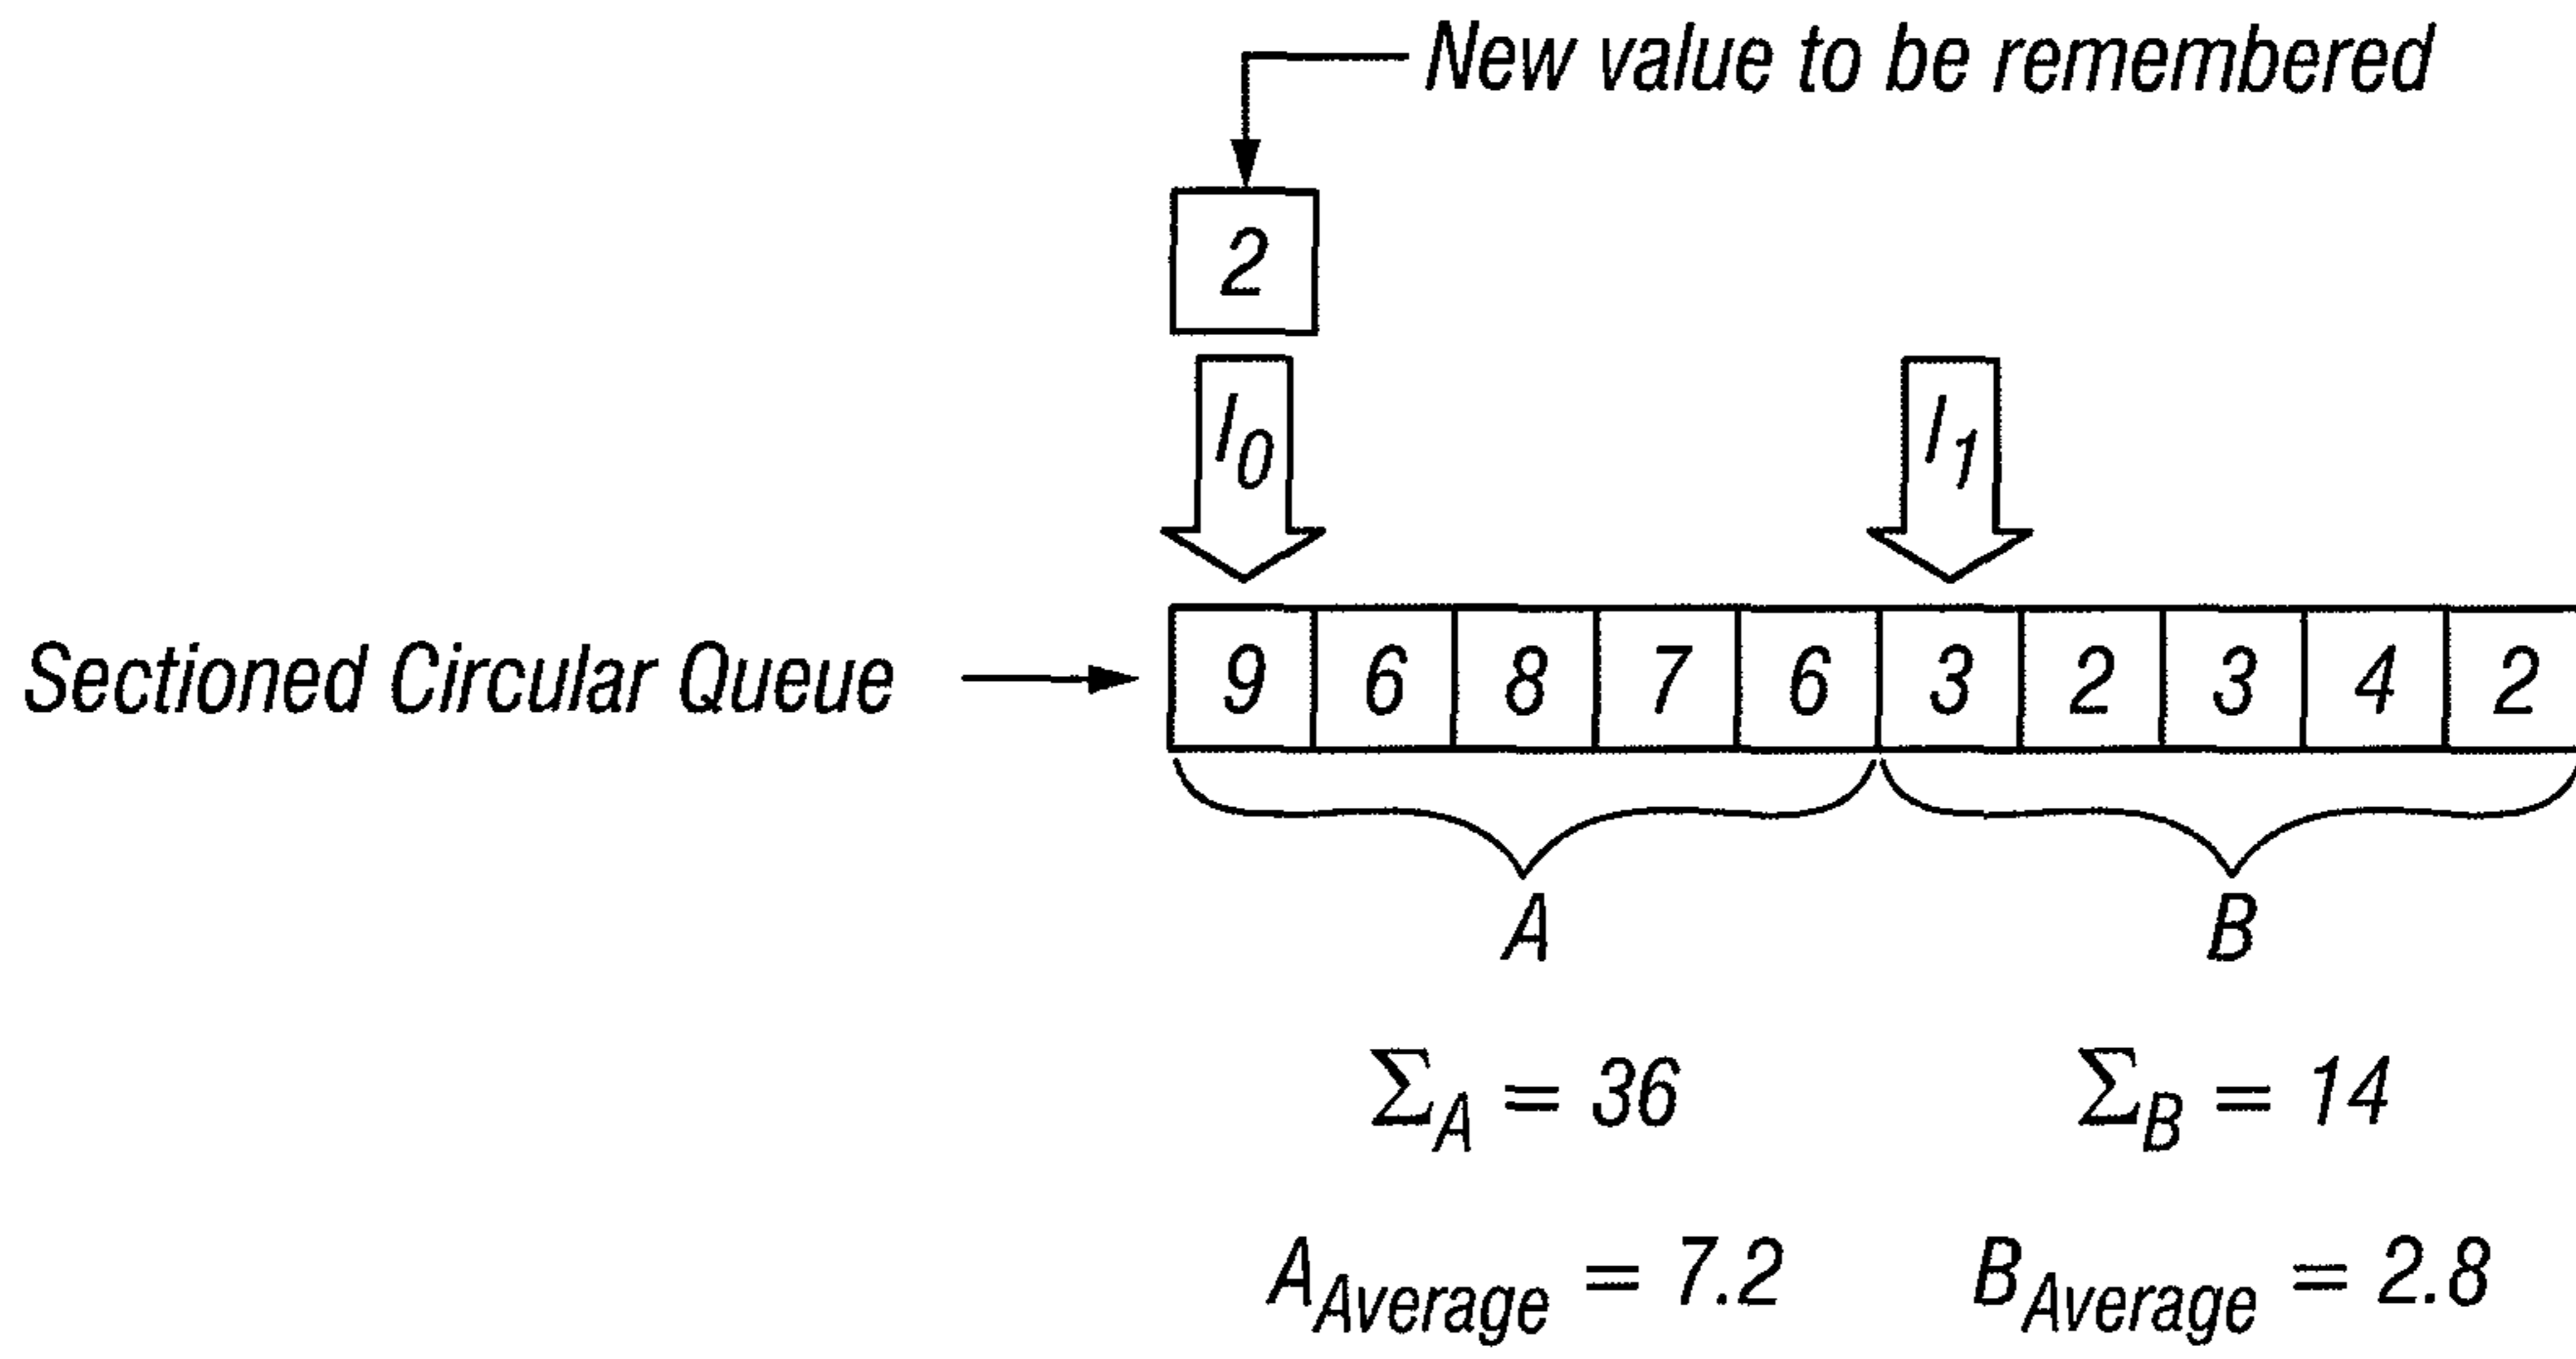 New value to be remembered
2
I0 I1
Sectioned Circular Queue 9 6 8 7 6 3 2 3 4 2
A B
ΣA = 36 ΣB = 14
AAverage = 7.2 BAverage = 2.8